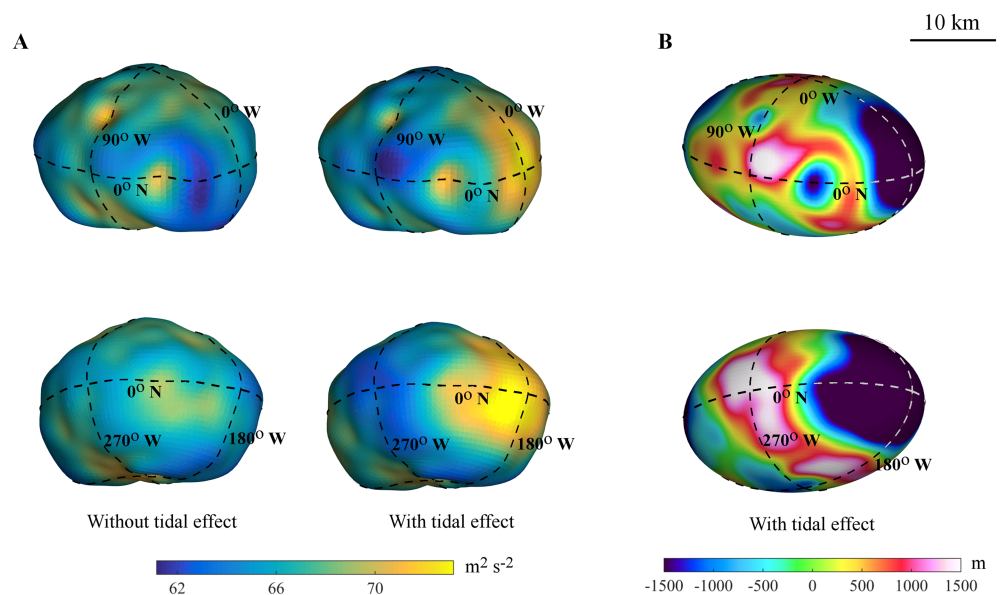 10 km
A
B
0° W
90° W
0° N
0° W
90° W
0° N
0° W
90° W
0° N
0° N
270° W
180° W
0° N
270° W
180° W
0° N
270° W
180° W
Without tidal effect
With tidal effect
With tidal effect
m² s⁻²
62 66 70
m
-1500 -1000 -500 0 500 1000 1500